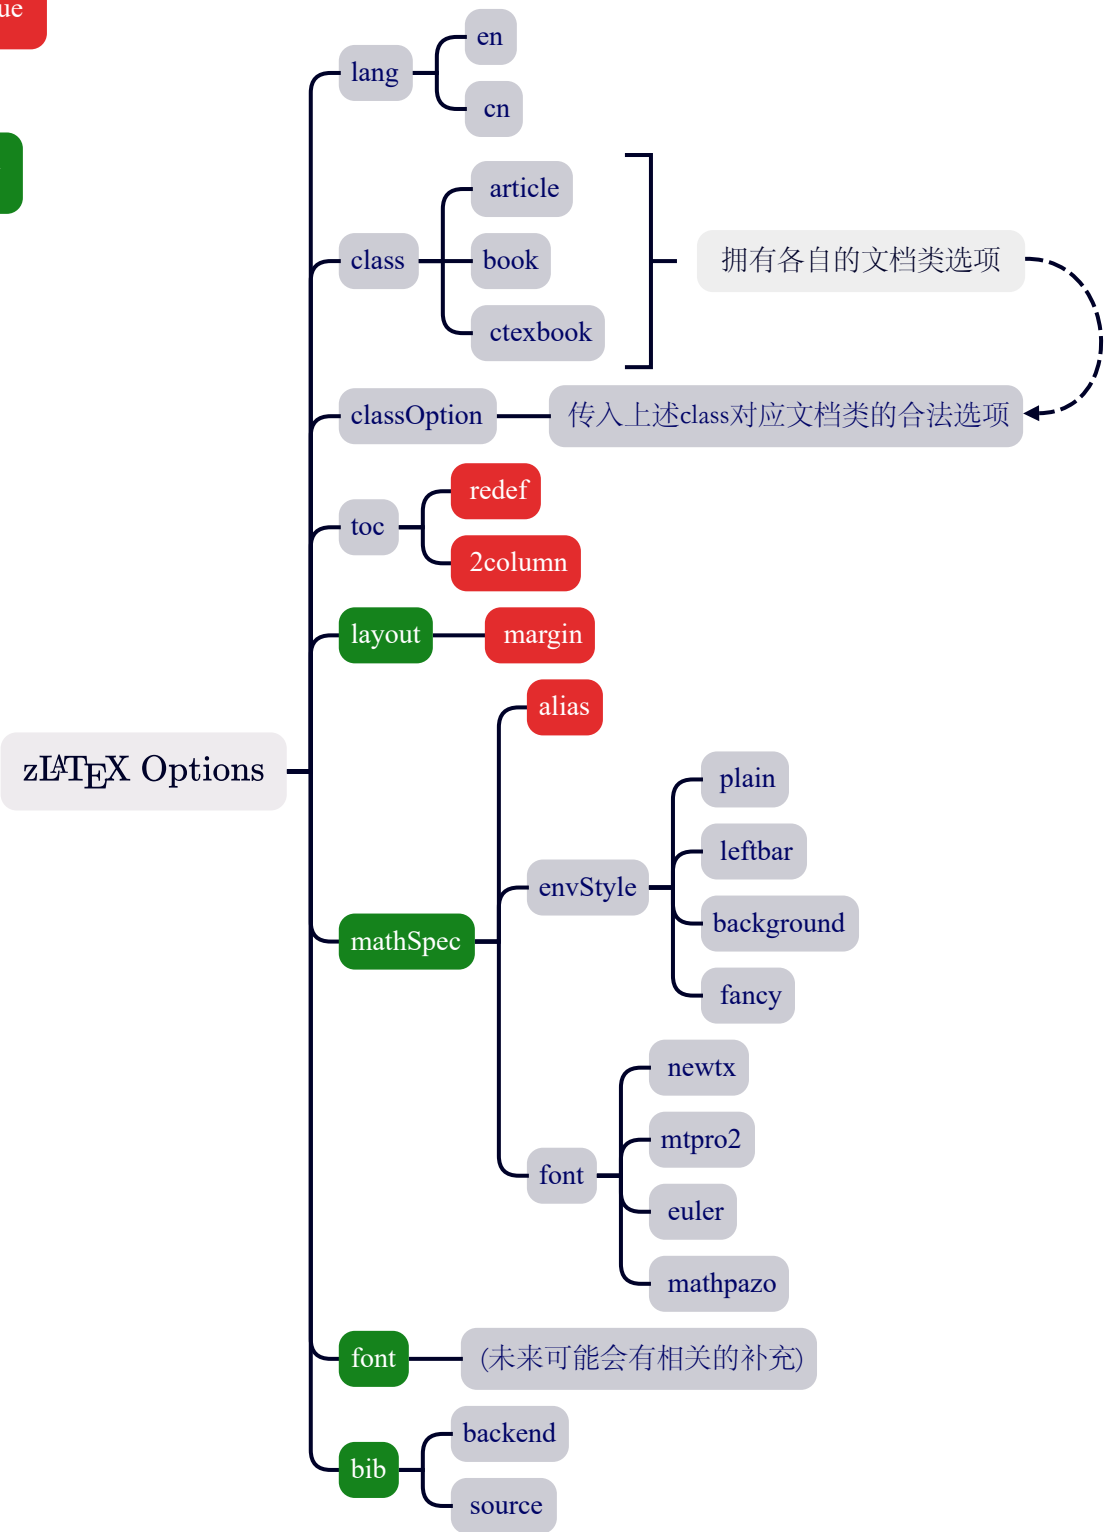 ue
lang
en
cn
class
article
book
ctexbook
拥有各自的文档类选项
classOption
传入上述class对应文档类的合法选项
toc
redef
2column
layout
margin
zLATEX Options
mathSpec
alias
envStyle
plain
leftbar
background
fancy
font
newtx
mtpro2
euler
mathpazo
font
(未来可能会有相关的补充)
bib
backend
source